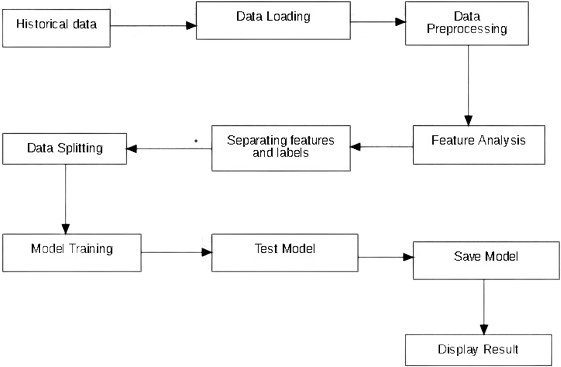 Historical data
Data Loading
Data
Preprocessing
Feature Analysis
Separating features
and labels
Data Splitting
Model Training
Test Model
Save Model
Display Result